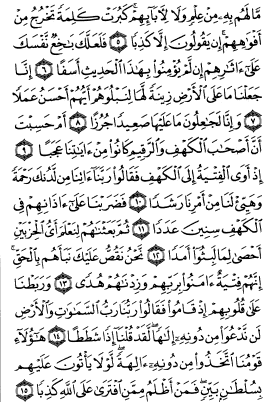 مَّا لَهُم بِهِۦ مِنْ عِلْمٍ وَلَا لِءَابَآئِهِمْ ۚ كَبُرَتْ كَلِمَةً تَخْرُجُ مِنْ
أَفْوَٰهِهِمْ ۚ إِن يَقُولُونَ إِلَّا كَذِبًا ٥ فَلَعَلَّكَ بَٰخِعٌ نَّفْسَكَ
عَلَىٰٓ ءَاثَٰرِهِمْ إِن لَّمْ يُؤْمِنُوا۟ بِهَٰذَا ٱلْحَدِيثِ أَسَفًا ٦ إِنَّا
جَعَلْنَا مَا عَلَى ٱلْأَرْضِ زِينَةً لَّهَا لِنَبْلُوَهُمْ أَيُّهُمْ أَحْسَنُ عَمَلًا
٧ وَإِنَّا لَجَٰعِلُونَ مَا عَلَيْهَا صَعِيدًا جُرُزًا ٨ أَمْ حَسِبْتَ
أَنَّ أَصْحَٰبَ ٱلْكَهْفِ وَٱلرَّقِيمِ كَانُوا۟ مِنْ ءَايَٰتِنَا عَجَبًا ٩
إِذْ أَوَى ٱلْفِتْيَةُ إِلَى ٱلْكَهْفِ فَقَالُوا۟ رَبَّنَآ ءَاتِنَا مِن لَّدُنكَ رَحْمَةً
وَهَيِّئْ لَنَا مِنْ أَمْرِنَا رَشَدًا ١٠ فَضَرَبْنَا عَلَىٰٓ ءَاذَانِهِمْ فِى
ٱلْكَهْفِ سِنِينَ عَدَدًا ١١ ثُمَّ بَعَثْنَٰهُمْ لِنَعْلَمَ أَىُّ ٱلْحِزْبَيْنِ
أَحْصَىٰ لِمَا لَبِثُوٓا۟ أَمَدًا ١٢ نَّحْنُ نَقُصُّ عَلَيْكَ نَبَأَهُم بِٱلْحَقِّ ۚ
إِنَّهُمْ فِتْيَةٌ ءَامَنُوا۟ بِرَبِّهِمْ وَزِدْنَٰهُمْ هُدًى ١٣ وَرَبَطْنَا
عَلَىٰ قُلُوبِهِمْ إِذْ قَامُوا۟ فَقَالُوا۟ رَبُّنَا رَبُّ ٱلسَّمَٰوَٰتِ وَٱلْأَرْضِ
لَن نَّدْعُوَا۟ مِن دُونِهِۦٓ إِلَٰهًا ۖ لَّقَدْ قُلْنَآ إِذًا شَطَطًا ١٤ هَٰٓؤُلَآءِ
قَوْمُنَا ٱتَّخَذُوا۟ مِن دُونِهِۦٓ ءَالِهَةً ۖ لَّوْلَا يَأْتُونَ عَلَيْهِم
بِسُلْطَٰنٍۭ بَيِّنٍ ۖ فَمَنْ أَظْلَمُ مِمَّنِ ٱفْتَرَىٰ عَلَى ٱللَّهِ كَذِبًا ١٥